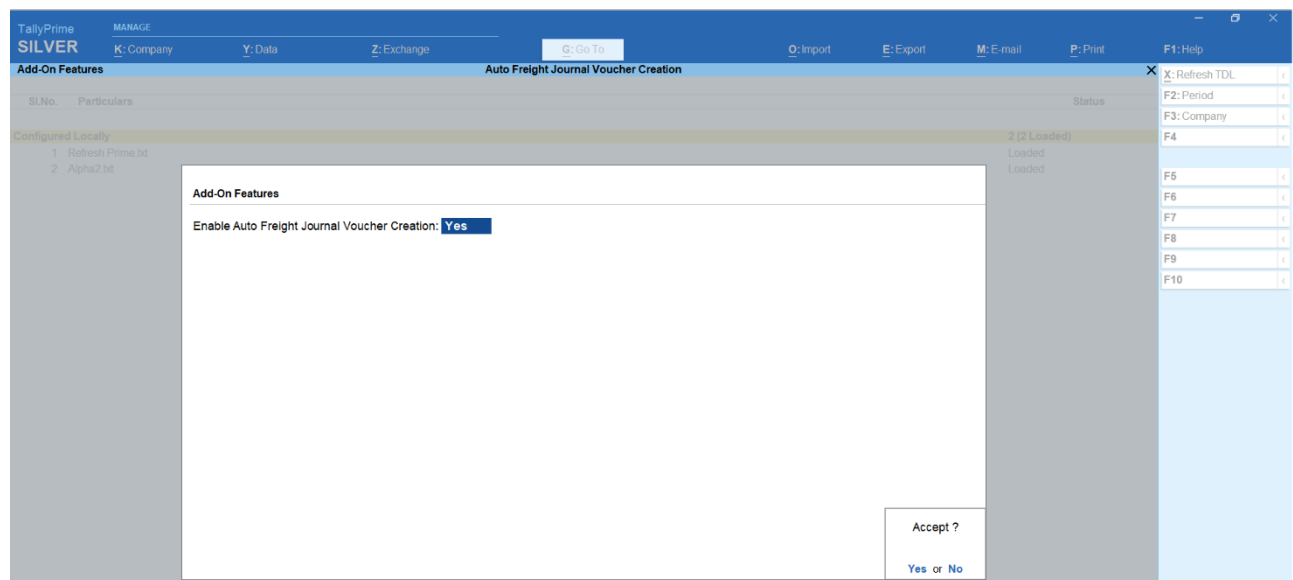 TallyPrime MANAGE
SILVER K: Company Y: Data Z: Exchange G: Go To O: Import E: Export M: E-mail P: Print F1: Help
Add-On Features Auto Freight Journal Voucher Creation X X: Refresh TDL
Sl.No. Particulars Status F2: Period
F3: Company
Configured Locally 2 (2 Loaded) F4
1 Refresh Prime.txt Loaded
2 Alpha2.txt Loaded
F5
Add-On Features F6
F7
Enable Auto Freight Journal Voucher Creation: Yes
F8
F9
F10
Accept ?
Yes or No